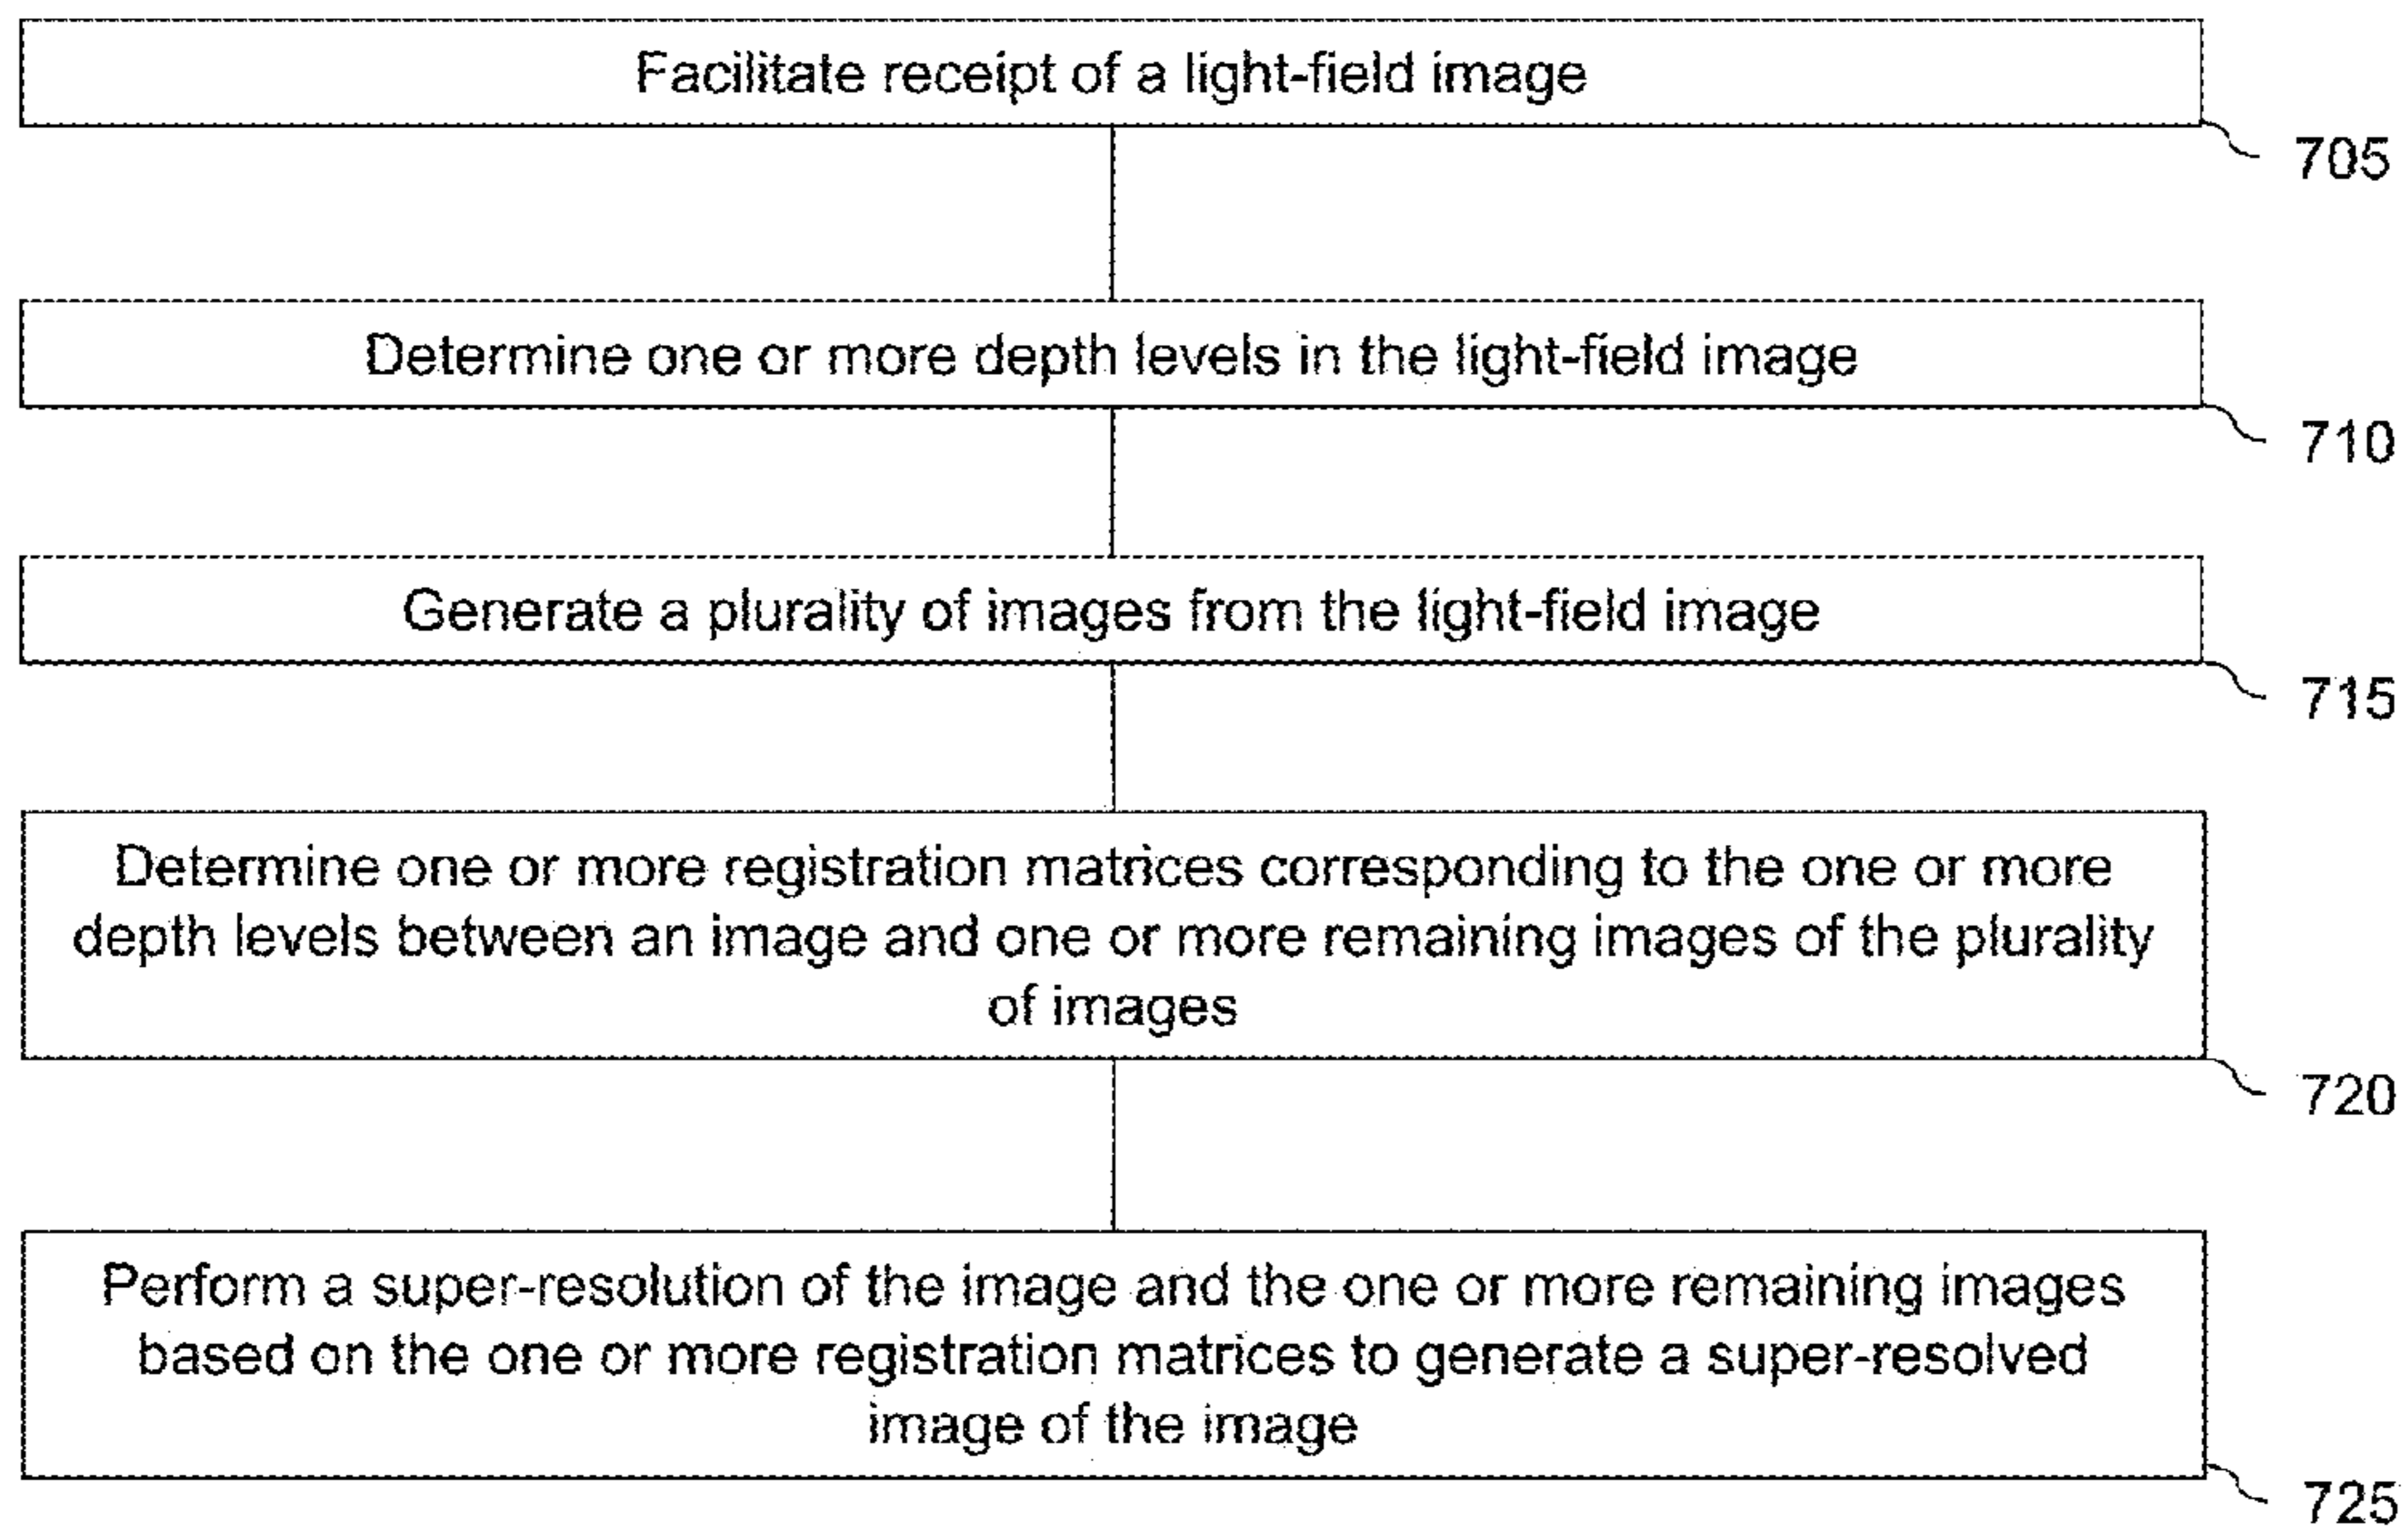 Facilitate receipt of a light-field image
705
Determine one or more depth levels in the light-field image
710
Generate a plurality of images from the light-field image
715
Determine one or more registration matrices corresponding to the one or more
depth levels between an image and one or more remaining images of the plurality
of images
720
Perform a super-resolution of the image and the one or more remaining images
based on the one or more registration matrices to generate a super-resolved
image of the image
725